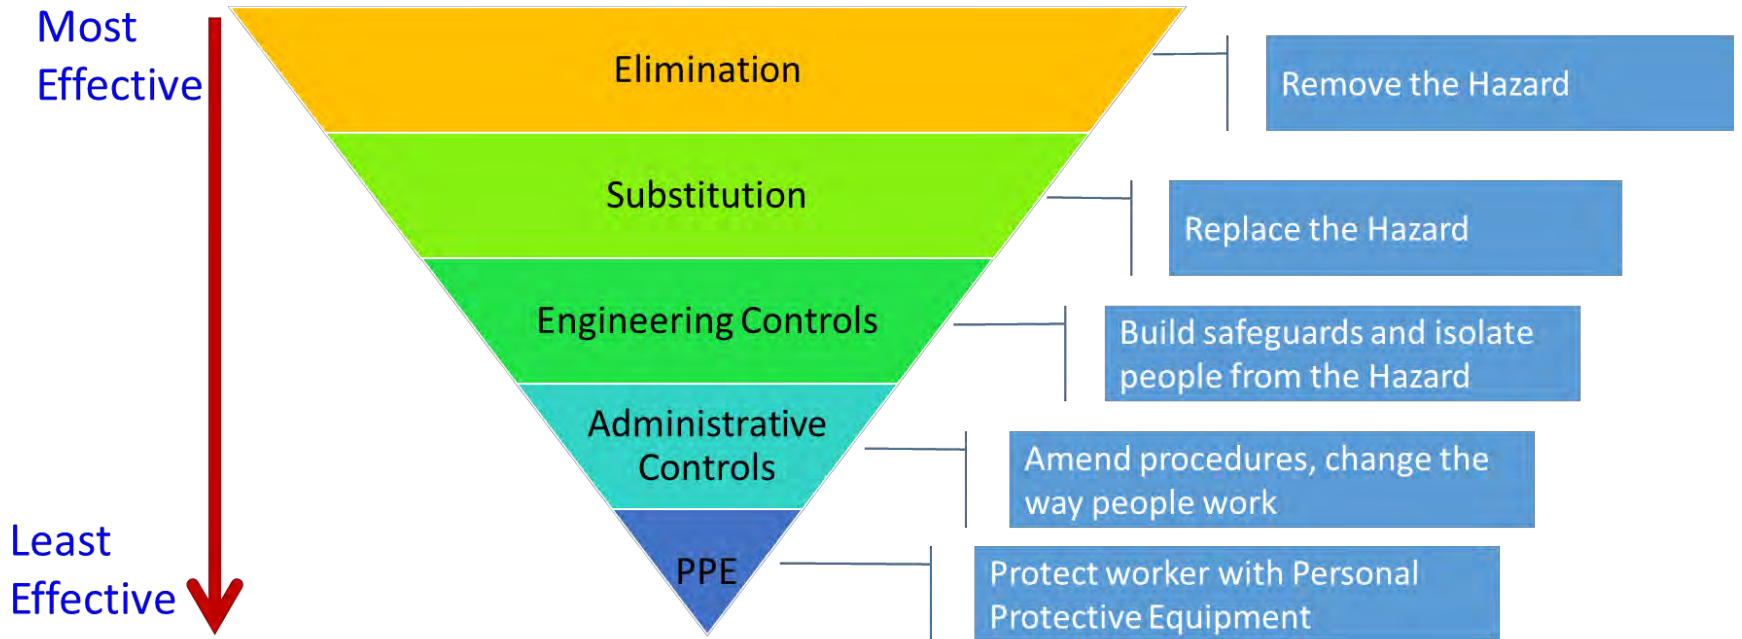 Most
Effective
Elimination
Remove the Hazard
Substitution
Replace the Hazard
Engineering Controls
Build safeguards and isolate
people from the Hazard
Administrative
Controls
Amend procedures, change the
way people work
Least
Effective
PPE
Protect worker with Personal
Protective Equipment